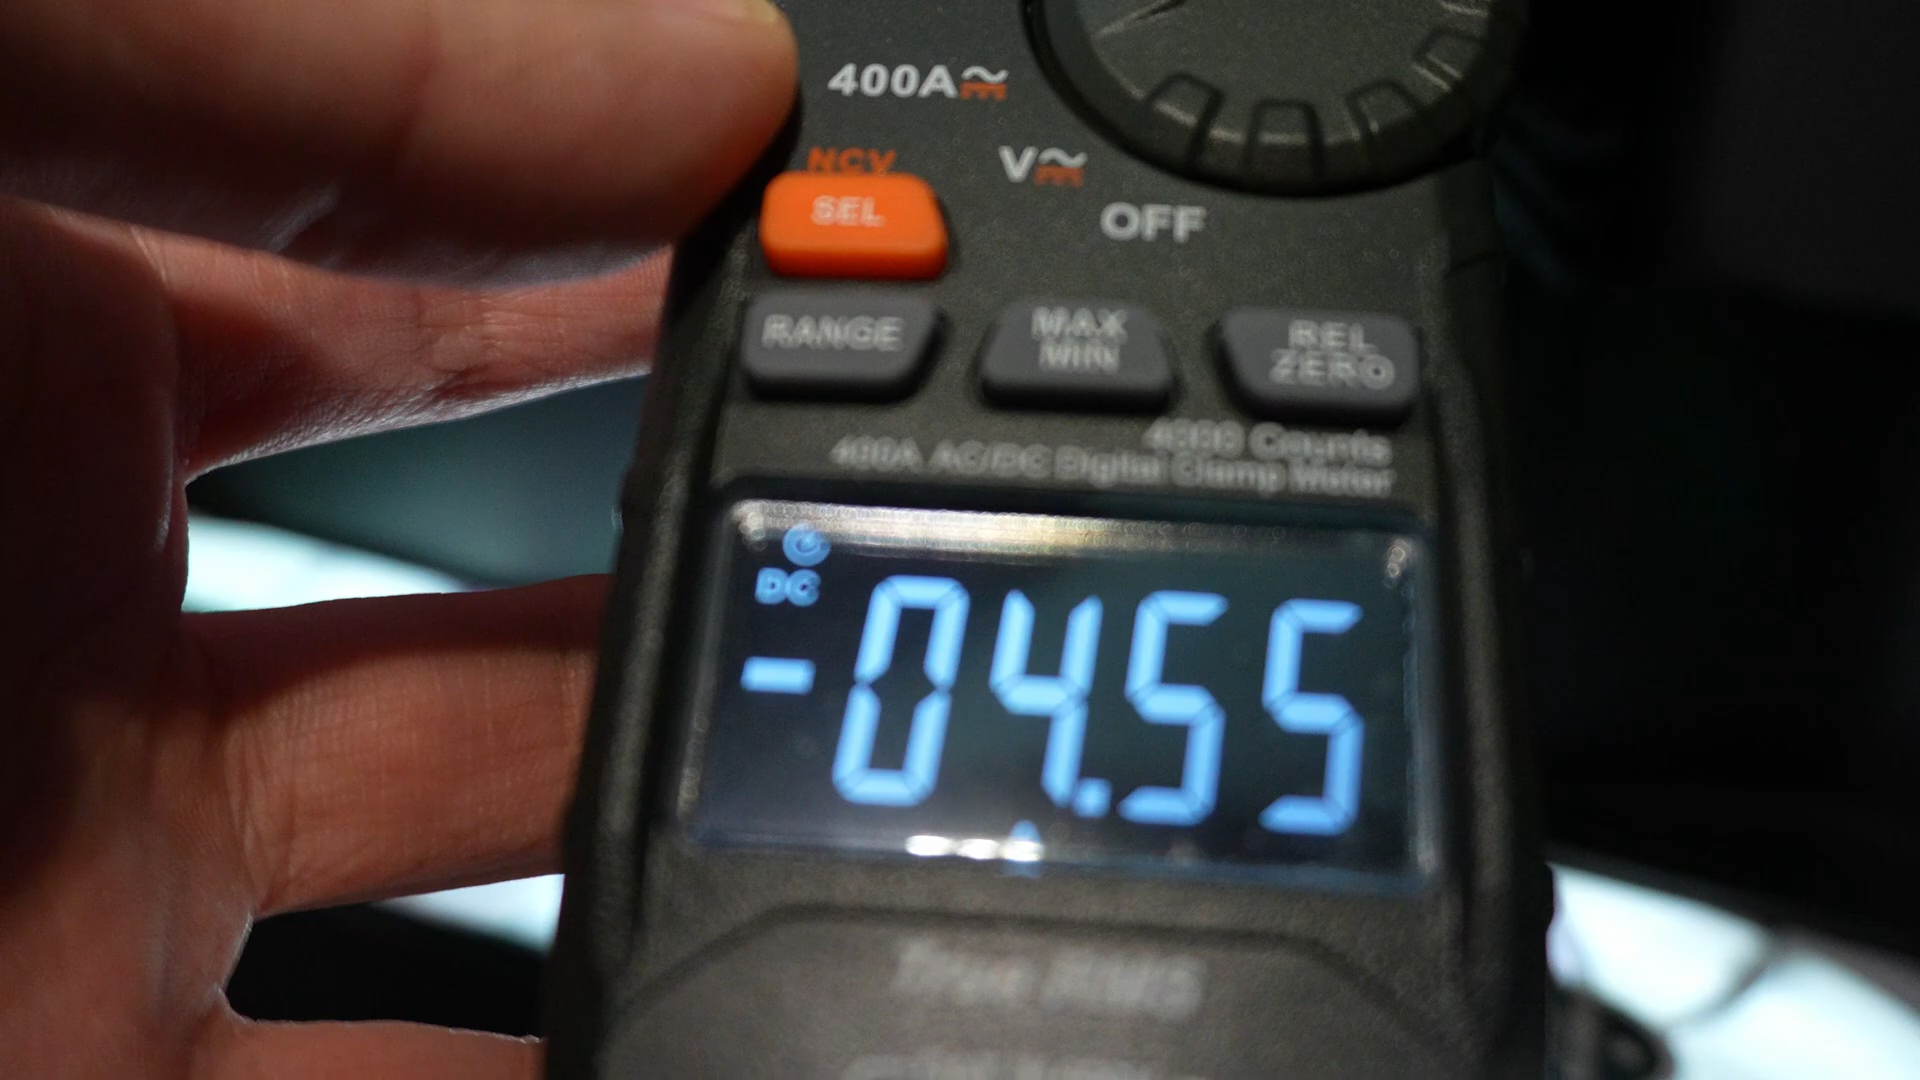 400A
NCV
V
SEL
OFF
RANGE
MAX
MIN
REL
ZERO
4000 Counts
400A AC/DC Digital Clamp Meter
DC
-04.55
A
True RMS